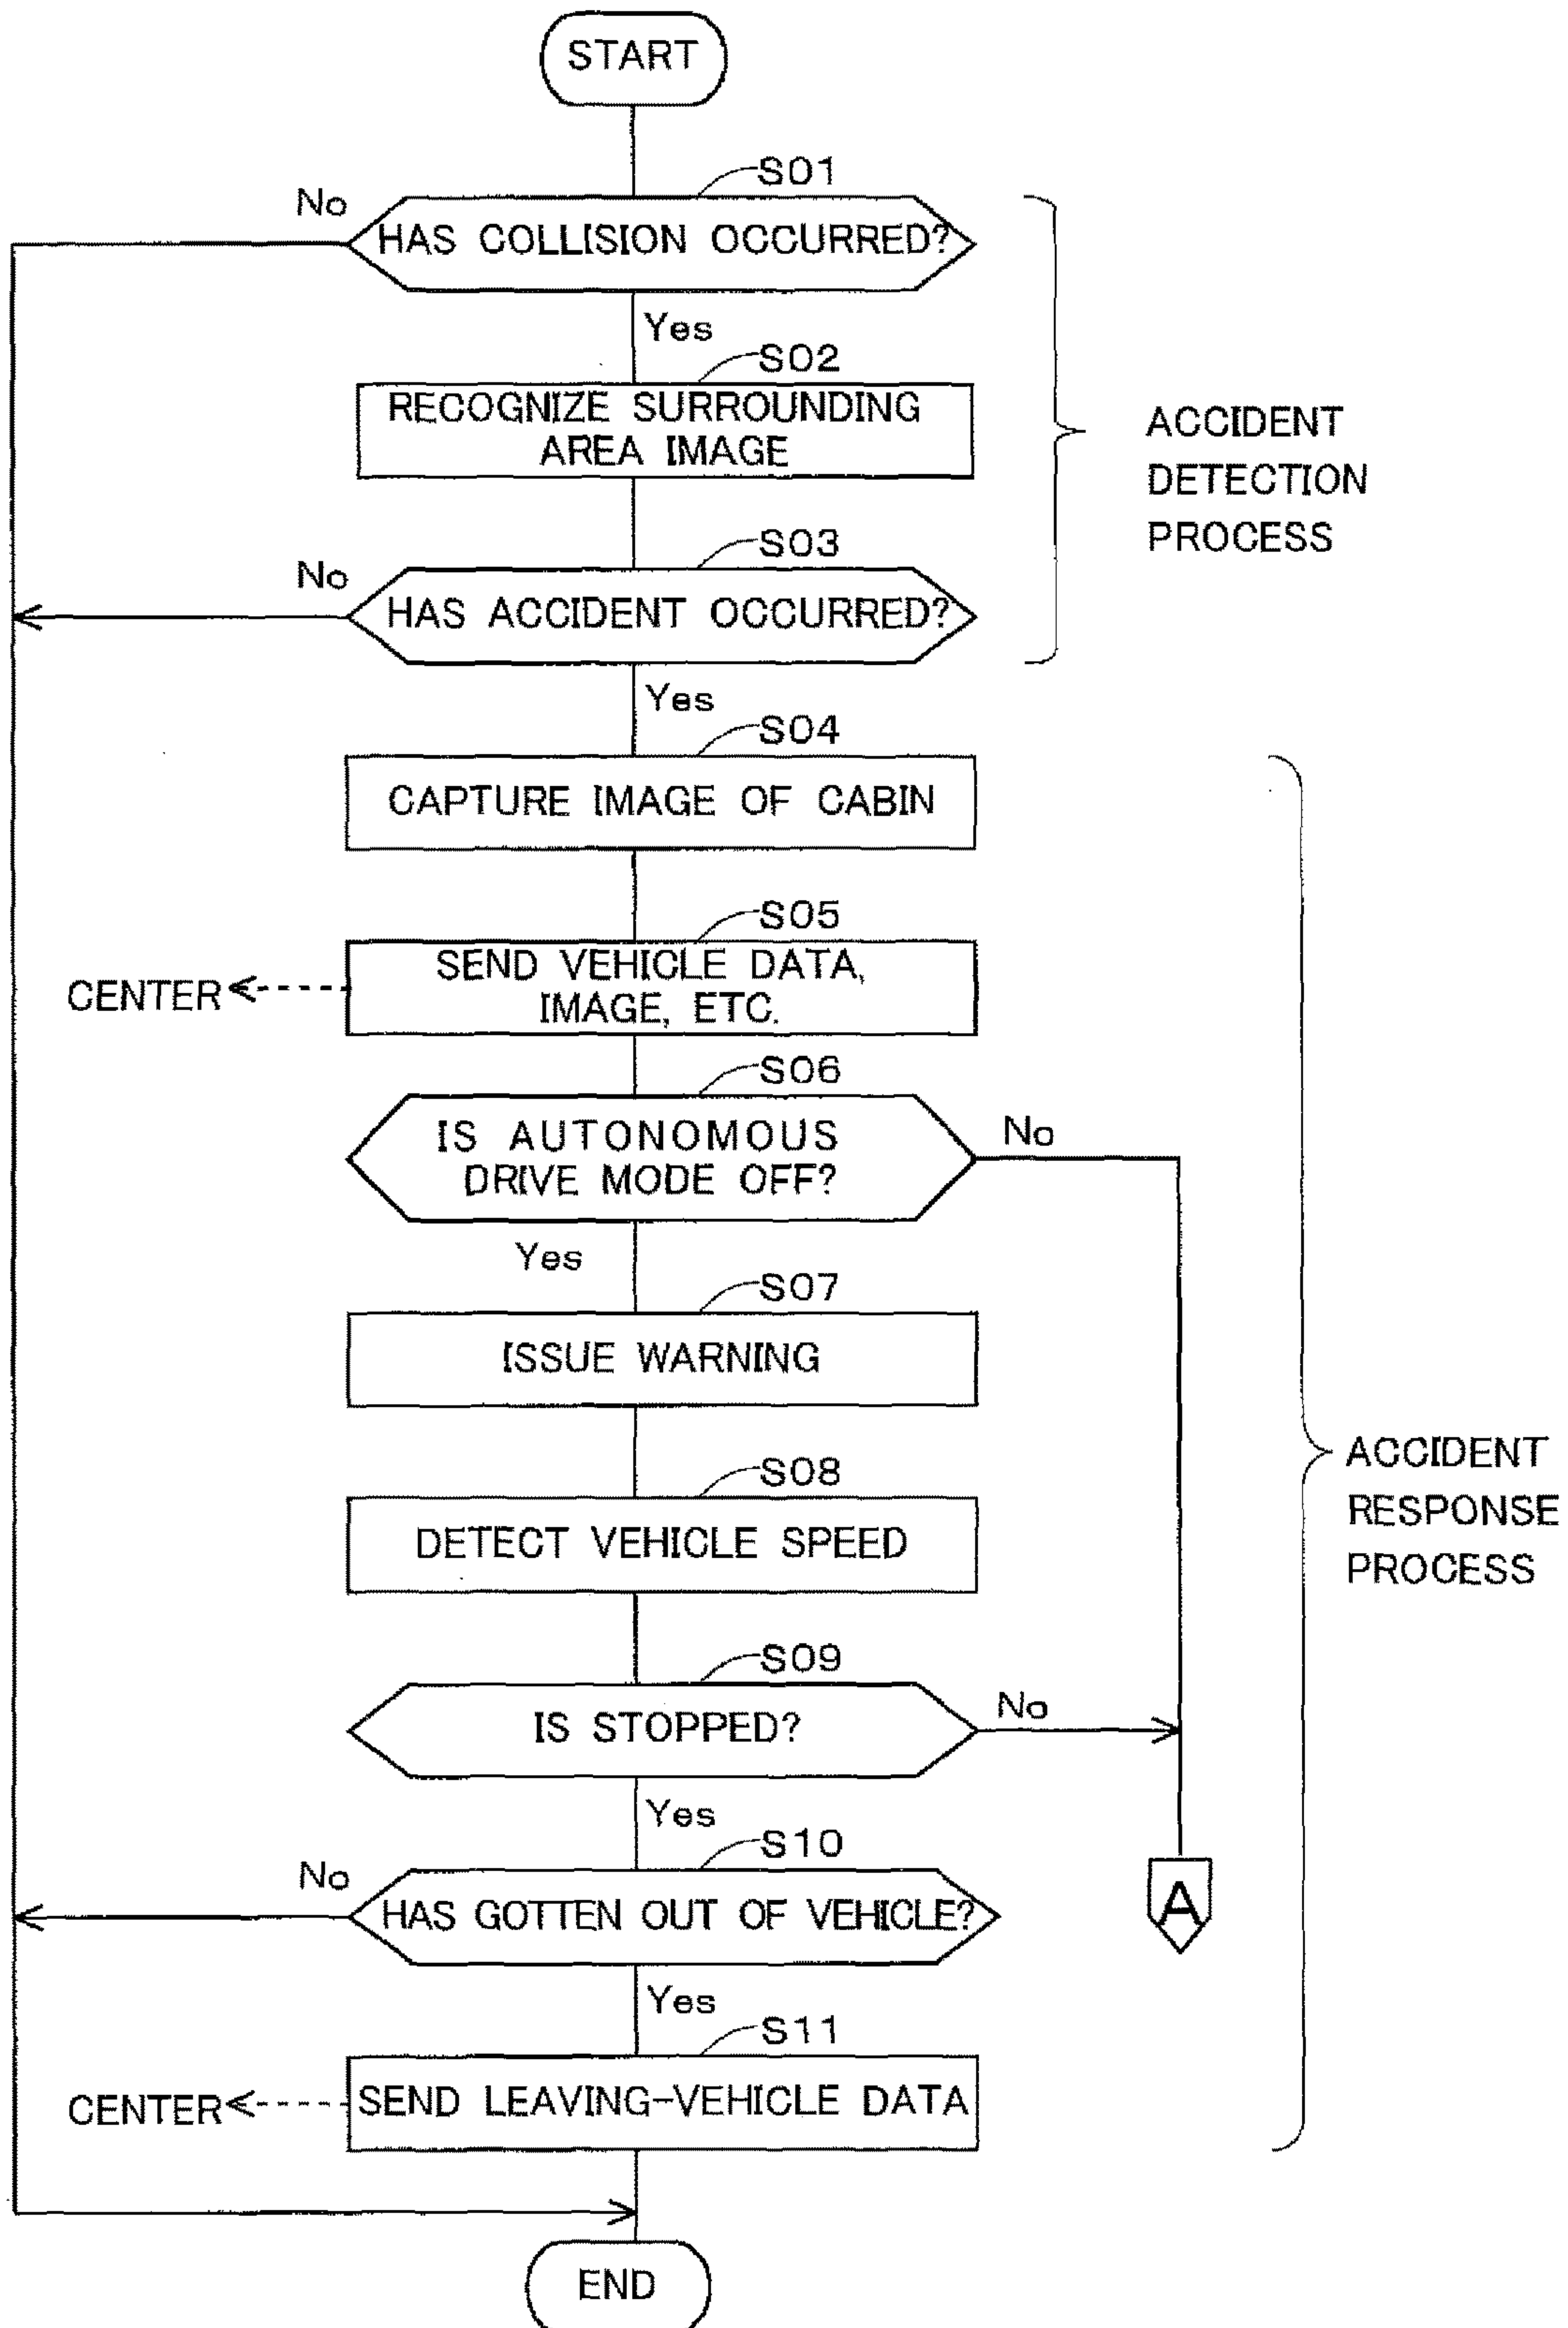 START
S01
No
HAS COLLISION OCCURRED?
Yes
S02
RECOGNIZE SURROUNDING
AREA IMAGE
ACCIDENT
DETECTION
PROCESS
S03
No
HAS ACCIDENT OCCURRED?
Yes
S04
CAPTURE IMAGE OF CABIN
S05
SEND VEHICLE DATA,
IMAGE, ETC.
CENTER
S06
IS AUTONOMOUS
DRIVE MODE OFF?
No
Yes
S07
ISSUE WARNING
S08
DETECT VEHICLE SPEED
ACCIDENT
RESPONSE
PROCESS
S09
IS STOPPED?
No
Yes
S10
No
HAS GOTTEN OUT OF VEHICLE?
A
Yes
S11
SEND LEAVING-VEHICLE DATA
CENTER
END